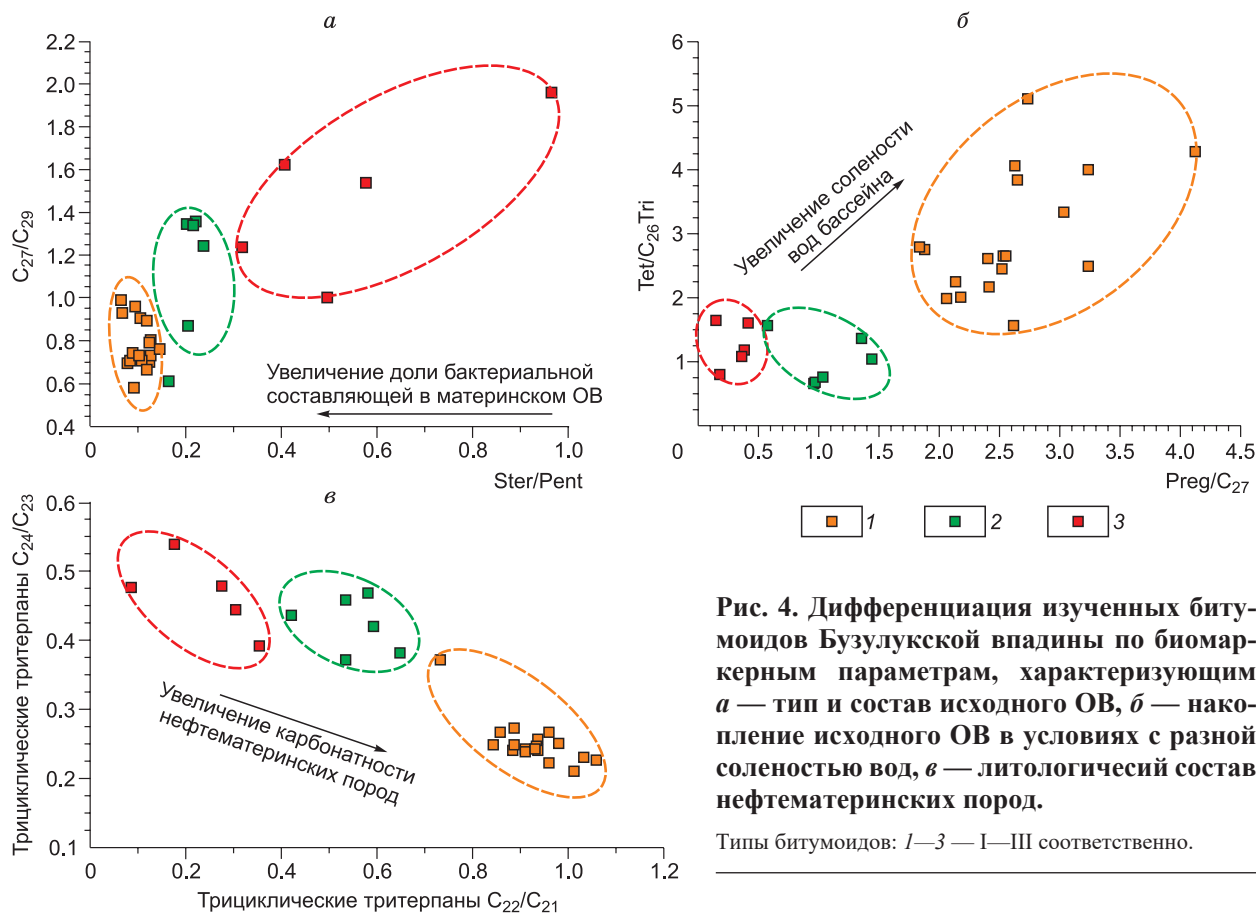 а
2.2
2.0
1.8
1.6
1.4
1.2
1.0
0.8
0.6
0.4
C27/C29
Увеличение доли бактериальной
составляющей в материнском ОВ
0 0.2 0.4 0.6 0.8 1.0
Ster/Pent
б
6
5
4
3
2
1
Tet/C26Tri
Увеличение солености
вод бассейна
0 0.5 1.0 1.5 2.0 2.5 3.0 3.5 4.0 4.5
Preg/C27
в
0.6
0.5
0.4
0.3
0.2
0.1
Трициклические тритерпаны C24/C23
Увеличение карбонатности
нефтематеринских пород
0 0.2 0.4 0.6 0.8 1.0 1.2
Трициклические тритерпаны C22/C21
1 2 3
Рис. 4. Дифференциация изученных биту-
моидов Бузулукской впадины по биомар-
керным параметрам, характеризующим
а — тип и состав исходного ОВ, б — нако-
пление исходного ОВ в условиях с разной
соленостью вод, в — литологичесий состав
нефтематеринских пород.
Типы битумоидов: 1—3 — I—III соответственно.